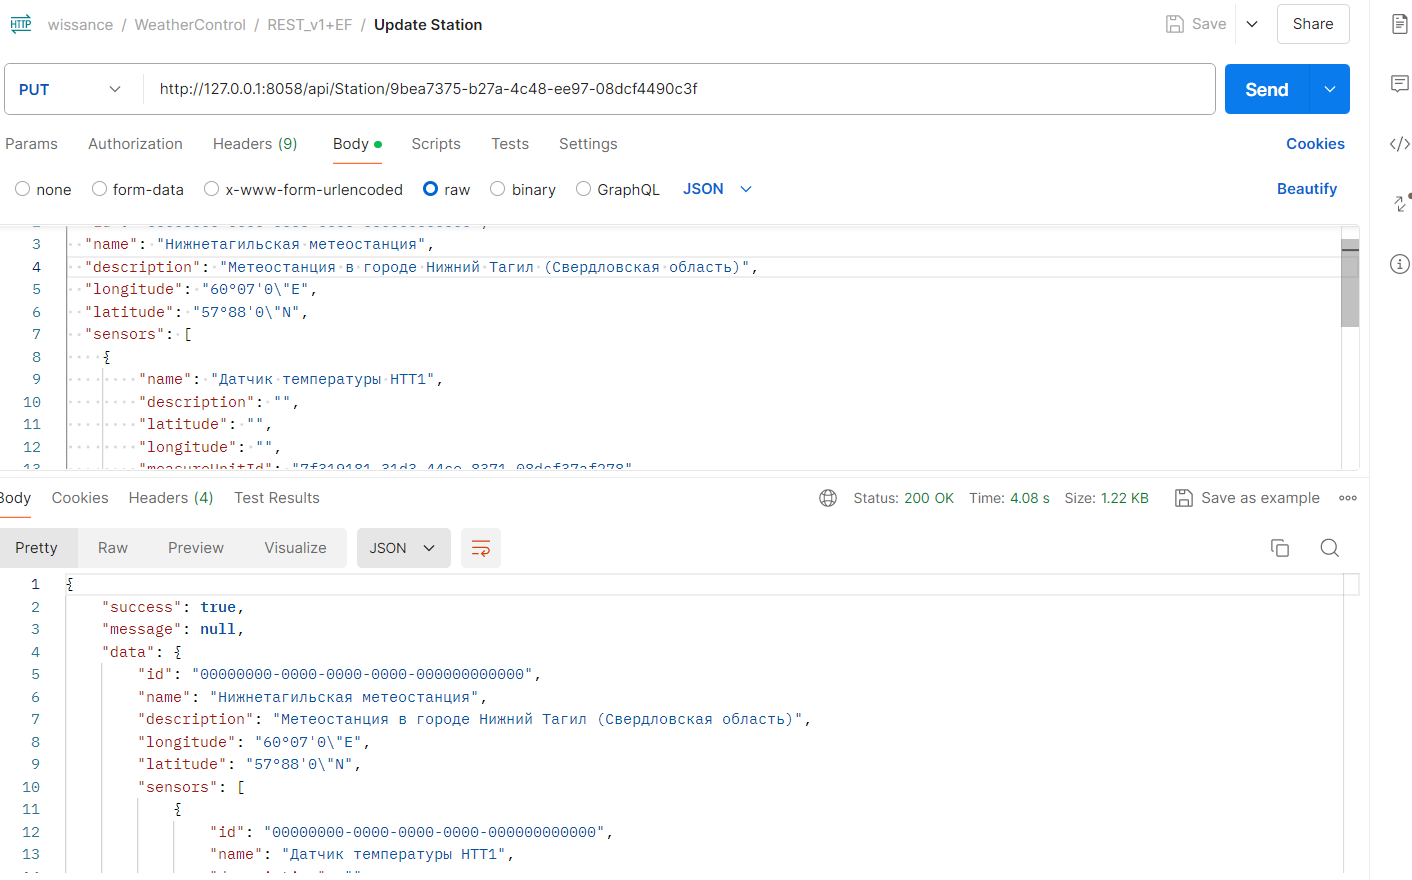 HTTP wissance / WeatherControl / REST_v1+EF / Update Station Save Share
PUT http://127.0.0.1:8058/api/Station/9bea7375-b27a-4c48-ee97-08dcf4490c3f Send
Params Authorization Headers (9) Body Scripts Tests Settings Cookies
none form-data x-www-form-urlencoded raw binary GraphQL JSON Beautify
3 "name": "Нижнетагильская метеостанция",
4 "description": "Метеостанция в городе Нижний Тагил (Свердловская область)",
5 "longitude": "60°07'0\"E",
6 "latitude": "57°88'0\"N",
7 "sensors": [
8 {
9 "name": "Датчик температуры НТТ1",
10 "description": "",
11 "latitude": "",
12 "longitude": "",
13 "measureUnitId": "7f319181-31d3-44ce-8371-08dcf37af278"
Body Cookies Headers (4) Test Results Status: 200 OK Time: 4.08 s Size: 1.22 KB Save as example
Pretty Raw Preview Visualize JSON
1 {
2 "success": true,
3 "message": null,
4 "data": {
5 "id": "00000000-0000-0000-0000-000000000000",
6 "name": "Нижнетагильская метеостанция",
7 "description": "Метеостанция в городе Нижний Тагил (Свердловская область)",
8 "longitude": "60°07'0\"E",
9 "latitude": "57°88'0\"N",
10 "sensors": [
11 {
12 "id": "00000000-0000-0000-0000-000000000000",
13 "name": "Датчик температуры НТТ1",